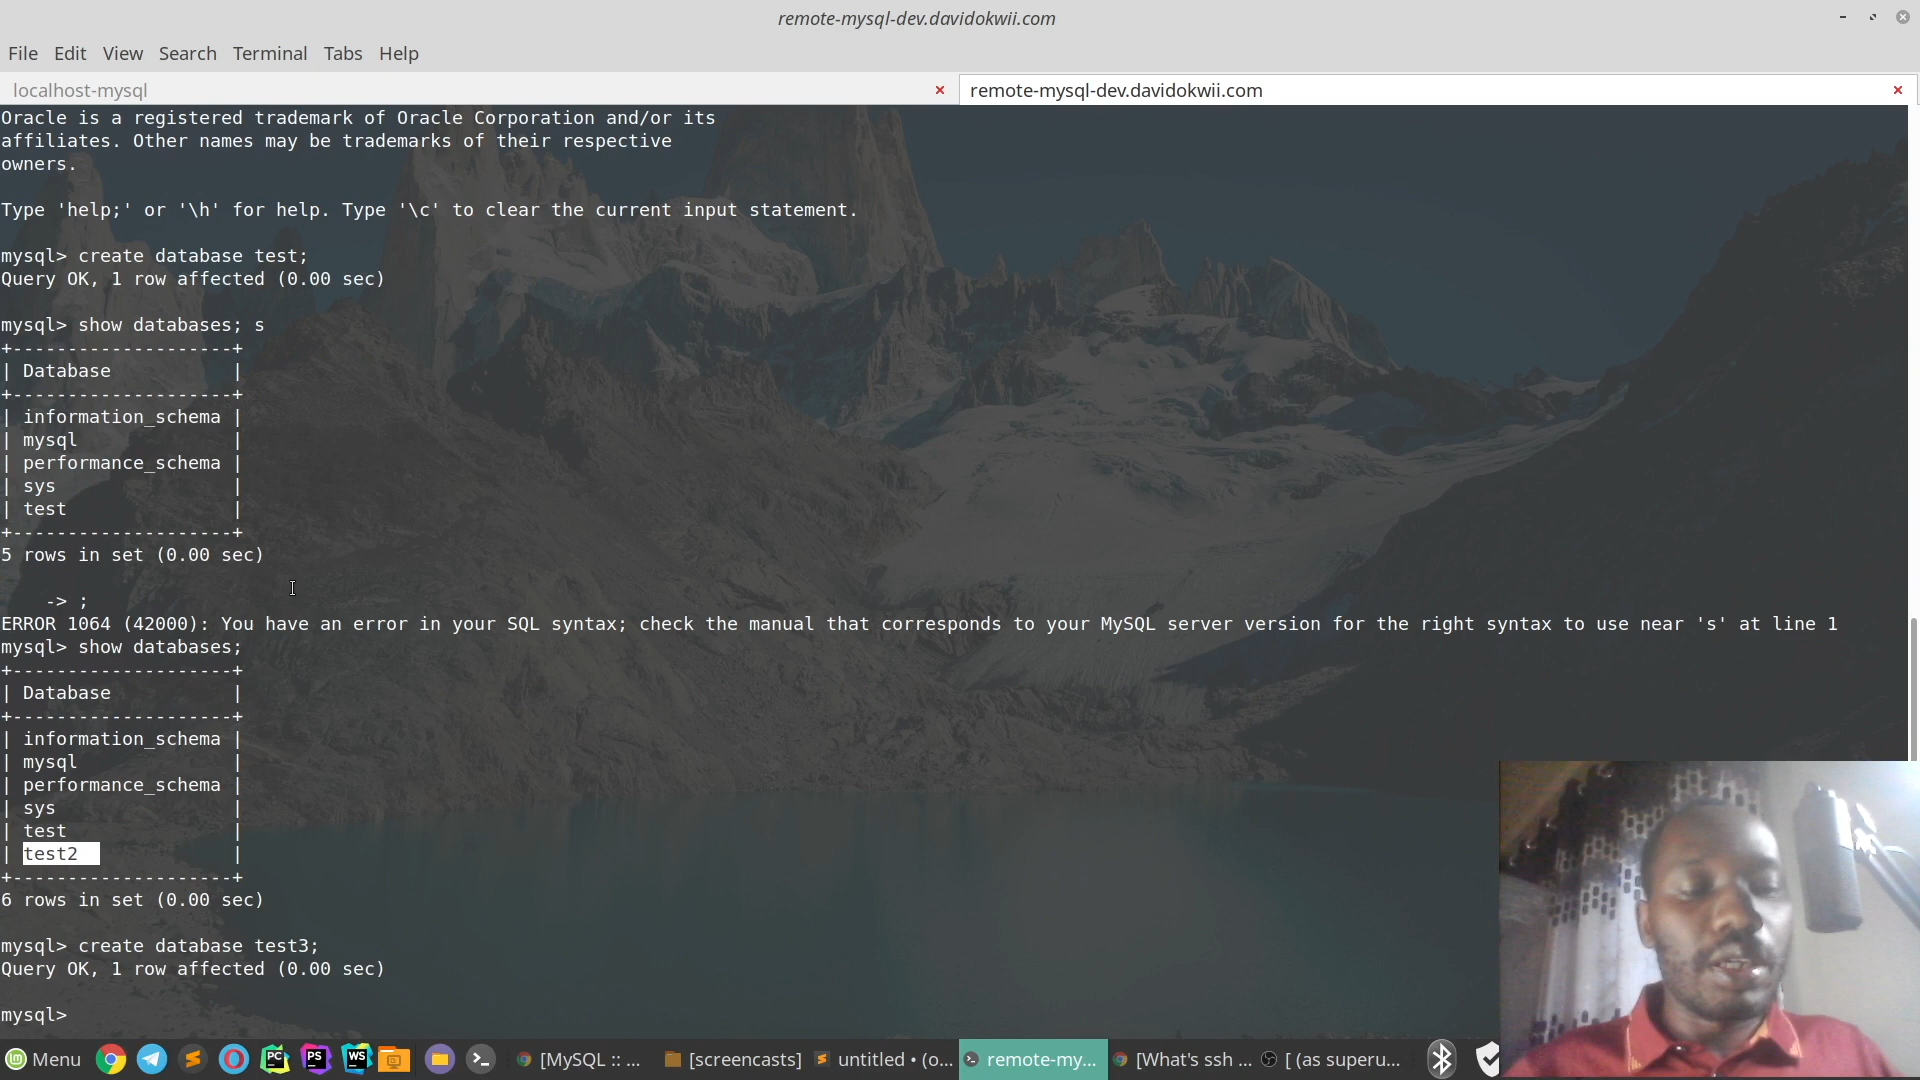 remote-mysql-dev.davidokwii.com
File Edit View Search Terminal Tabs Help
localhost-mysql
remote-mysql-dev.davidokwii.com
Oracle is a registered trademark of Oracle Corporation and/or its
affiliates. Other names may be trademarks of their respective
owners.
Type 'help;' or '\h' for help. Type '\c' to clear the current input statement.
mysql> create database test;
Query OK, 1 row affected (0.00 sec)
mysql> show databases; s
+--------------------+
| Database           |
+--------------------+
| information_schema |
| mysql              |
| performance_schema |
| sys                |
| test               |
+--------------------+
5 rows in set (0.00 sec)
    -> ;
ERROR 1064 (42000): You have an error in your SQL syntax; check the manual that corresponds to your MySQL server version for the right syntax to use near 's' at line 1
mysql> show databases;
+--------------------+
| Database           |
+--------------------+
| information_schema |
| mysql              |
| performance_schema |
| sys                |
| test               |
| test2              |
+--------------------+
6 rows in set (0.00 sec)
mysql> create database test3;
Query OK, 1 row affected (0.00 sec)
mysql>
Menu PC PS WS [MySQL :: ... [screencasts] untitled • (o... remote-my... [What's ssh ... [ (as superu...